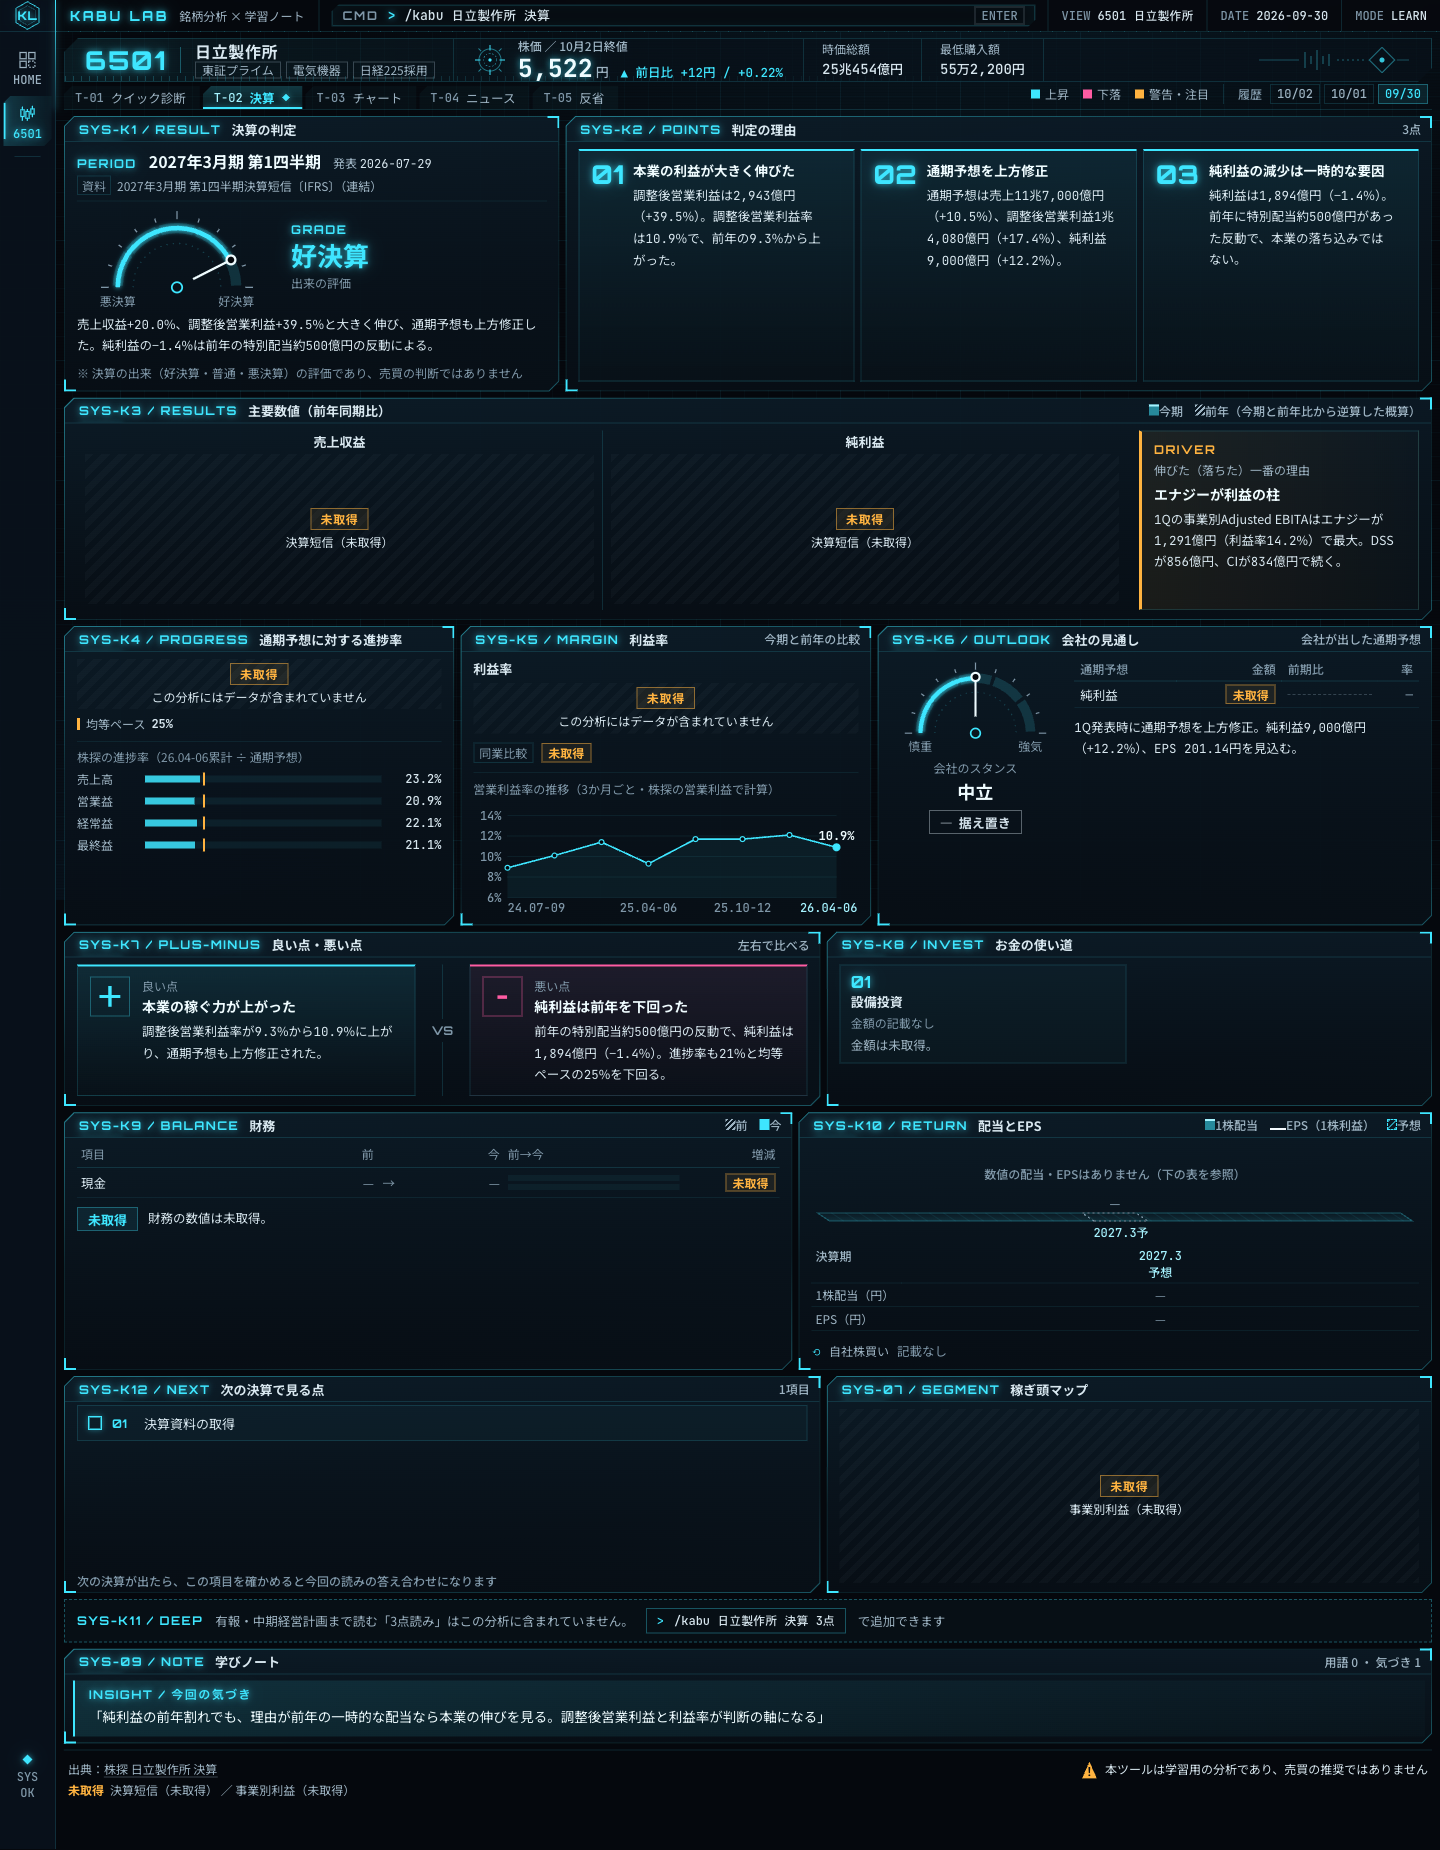 KL
KABU LAB 銘柄分析 × 学習ノート
CMD > /kabu 日立製作所 決算 ENTER
VIEW 6501 日立製作所 DATE 2026-09-30 MODE LEARN
HOME
6501
6501 日立製作所
東証プライム 電気機器 日経225採用
株価 ／ 10月2日終値
5,522円 ▲ 前日比 +12円 / +0.22%
時価総額
25兆454億円
最低購入額
55万2,200円
T-01 クイック診断 T-02 決算 ◆ T-03 チャート T-04 ニュース T-05 反省
上昇 下落 警告・注目 履歴 10/02 10/01 09/30
SYS-K1 / RESULT 決算の判定
PERIOD 2027年3月期 第1四半期 発表 2026-07-29
資料 2027年3月期 第1四半期決算短信〔IFRS〕（連結）
悪決算 好決算
GRADE
好決算
出来の評価
売上収益+20.0%、調整後営業利益+39.5%と大きく伸び、通期予想も上方修正し
た。純利益の−1.4%は前年の特別配当約500億円の反動による。
※ 決算の出来（好決算・普通・悪決算）の評価であり、売買の判断ではありません
SYS-K2 / POINTS 判定の理由 3点
01 本業の利益が大きく伸びた
調整後営業利益は2,943億円
（+39.5%）。調整後営業利益率
は10.9%で、前年の9.3%から上
がった。
02 通期予想を上方修正
通期予想は売上11兆7,000億円
（+10.5%）、調整後営業利益1兆
4,080億円（+17.4%）、純利益
9,000億円（+12.2%）。
03 純利益の減少は一時的な要因
純利益は1,894億円（−1.4%）。
前年に特別配当約500億円があっ
た反動で、本業の落ち込みでは
ない。
SYS-K3 / RESULTS 主要数値（前年同期比） 今期 前年（今期と前年比から逆算した概算）
売上収益
未取得
決算短信（未取得）
純利益
未取得
決算短信（未取得）
DRIVER
伸びた（落ちた）一番の理由
エナジーが利益の柱
1Qの事業別Adjusted EBITAはエナジーが
1,291億円（利益率14.2%）で最大。DSS
が856億円、CIが834億円で続く。
SYS-K4 / PROGRESS 通期予想に対する進捗率
未取得
この分析にはデータが含まれていません
均等ペース 25%
株探の進捗率（26.04-06累計 ÷ 通期予想）
売上高 23.2%
営業益 20.9%
経常益 22.1%
最終益 21.1%
SYS-K5 / MARGIN 利益率 今期と前年の比較
利益率
未取得
この分析にはデータが含まれていません
同業比較 未取得
営業利益率の推移（3か月ごと・株探の営業利益で計算）
14%
12%
10%
8%
6%
10.9%
24.07-09 25.04-06 25.10-12 26.04-06
SYS-K6 / OUTLOOK 会社の見通し 会社が出した通期予想
慎重 強気
会社のスタンス
中立
— 据え置き
通期予想 金額 前期比 率
純利益 未取得 —
1Q発表時に通期予想を上方修正。純利益9,000億円
（+12.2%）、EPS 201.14円を見込む。
SYS-K7 / PLUS-MINUS 良い点・悪い点 左右で比べる
+ 良い点
本業の稼ぐ力が上がった
調整後営業利益率が9.3%から10.9%に上が
り、通期予想も上方修正された。
VS
- 悪い点
純利益は前年を下回った
前年の特別配当約500億円の反動で、純利益は
1,894億円（−1.4%）。進捗率も21%と均等
ペースの25%を下回る。
SYS-K8 / INVEST お金の使い道
01
設備投資
金額の記載なし
金額は未取得。
SYS-K9 / BALANCE 財務 前 今
項目 前 今 前→今 増減
現金 — → — 未取得
未取得 財務の数値は未取得。
SYS-K10 / RETURN 配当とEPS 1株配当 EPS（1株利益） 予想
数値の配当・EPSはありません（下の表を参照）
—
2027.3予
決算期 2027.3
予想
1株配当（円） —
EPS（円） —
⟲ 自社株買い 記載なし
SYS-K12 / NEXT 次の決算で見る点 1項目
01 決算資料の取得
次の決算が出たら、この項目を確かめると今回の読みの答え合わせになります
SYS-07 / SEGMENT 稼ぎ頭マップ
未取得
事業別利益（未取得）
SYS-K11 / DEEP 有報・中期経営計画まで読む「3点読み」はこの分析に含まれていません。 > /kabu 日立製作所 決算 3点 で追加できます
SYS-09 / NOTE 学びノート 用語 0 ・ 気づき 1
INSIGHT / 今回の気づき
「純利益の前年割れでも、理由が前年の一時的な配当なら本業の伸びを見る。調整後営業利益と利益率が判断の軸になる」
◆
SYS
OK
出典：株探 日立製作所 決算
未取得 決算短信（未取得） ／ 事業別利益（未取得）
本ツールは学習用の分析であり、売買の推奨ではありません